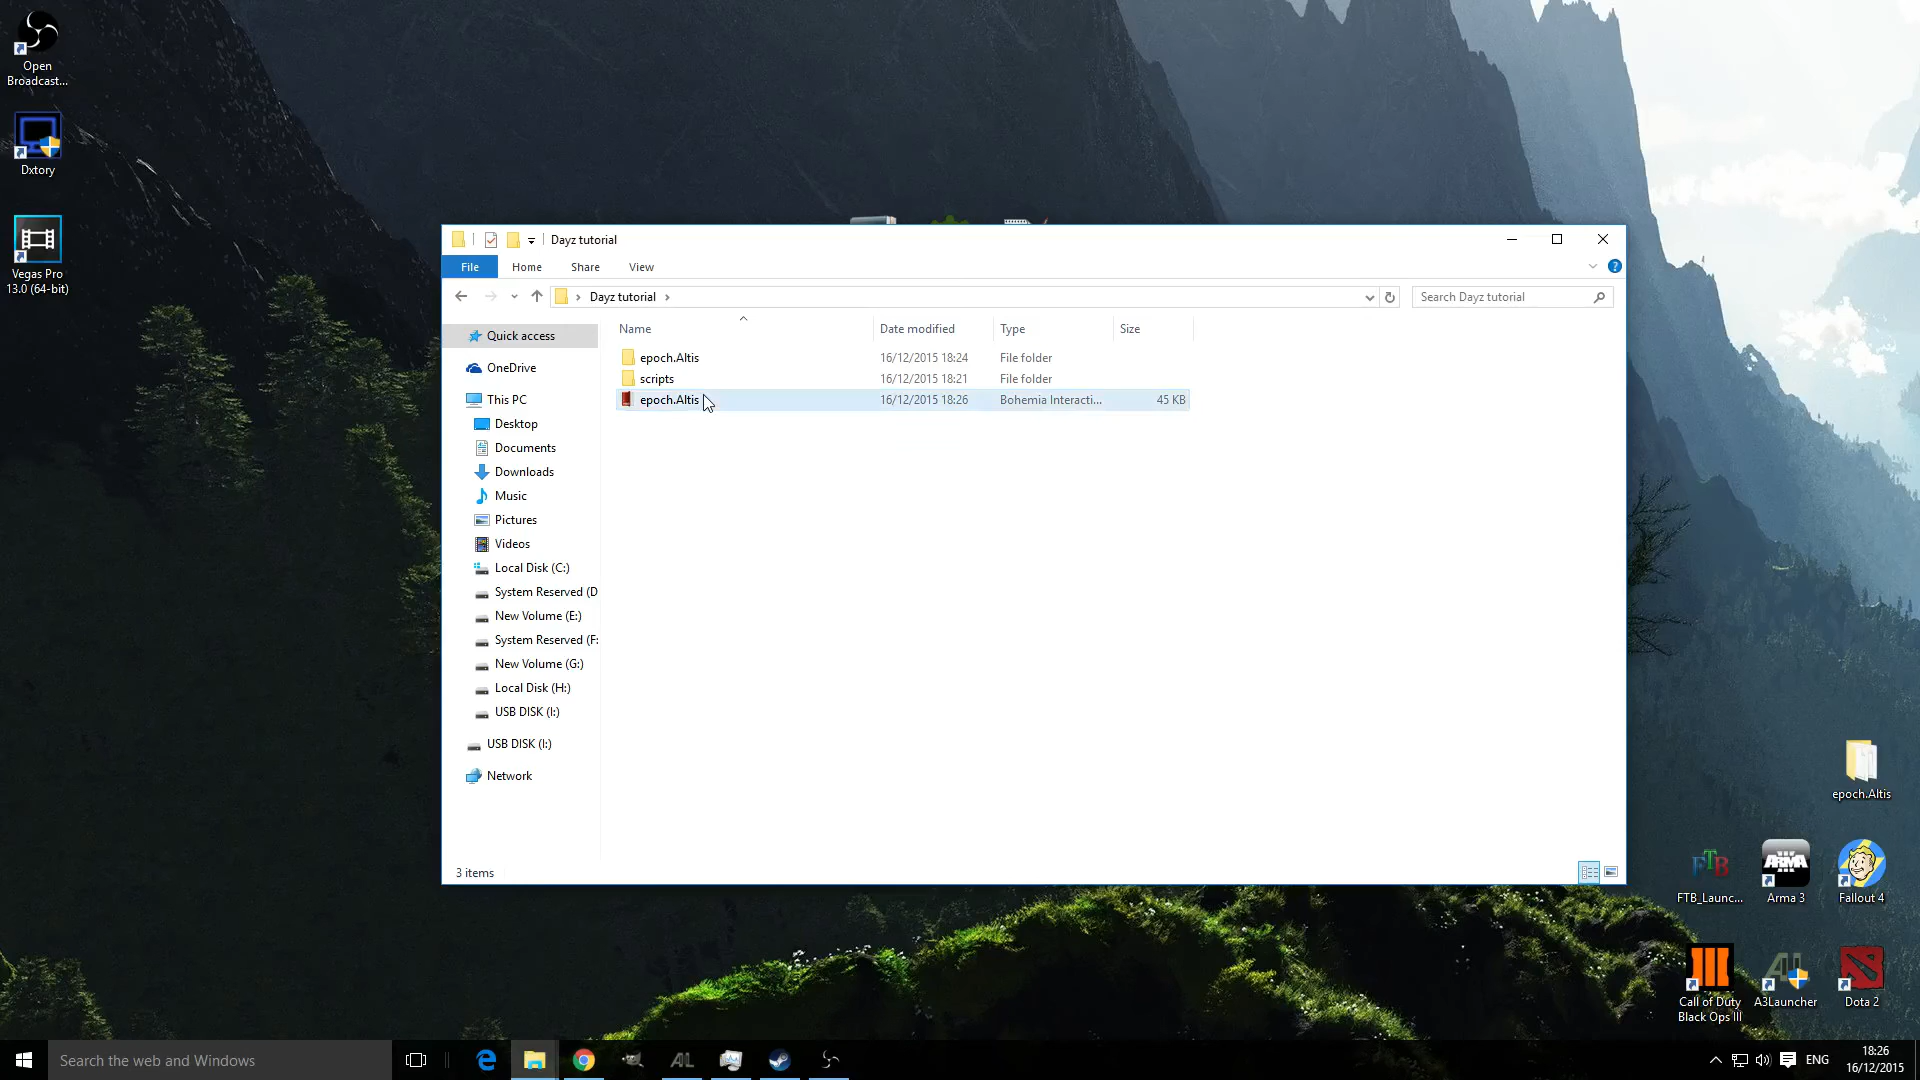 Open
Broadcast...
Dxtory
Vegas Pro
13.0 (64-bit)
Dayz tutorial
File
Home
Share
View
Dayz tutorial
Search Dayz tutorial
Name
Date modified
Type
Size
epoch.Altis
16/12/2015 18:24
File folder
scripts
16/12/2015 18:21
File folder
epoch.Altis
16/12/2015 18:26
Bohemia Interacti...
45 KB
Quick access
OneDrive
This PC
Desktop
Documents
Downloads
Music
Pictures
Videos
Local Disk (C:)
System Reserved (D
New Volume (E:)
System Reserved (F:
New Volume (G:)
Local Disk (H:)
USB DISK (I:)
USB DISK (I:)
Network
3 items
epoch.Altis
FTB
FTB_Launc...
ARMA
Arma 3
Fallout 4
III
Call of Duty
Black Ops III
A3Launcher
Dota 2
Search the web and Windows
AL
ENG
18:26
16/12/2015